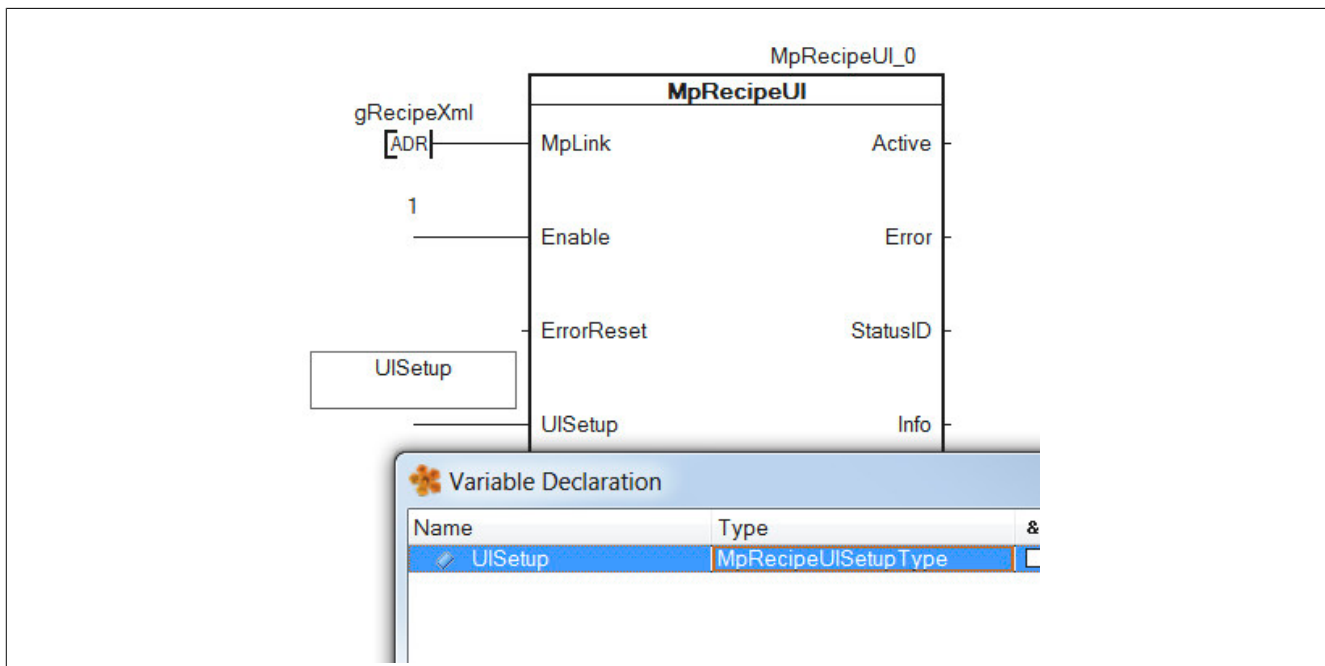 MpRecipeUI_0
MpRecipeUI
gRecipeXml
ADR
MpLink
Active
1
Enable
Error
ErrorReset
StatusID
UISetup
UISetup
Info
Variable Declaration
Name Type &
UISetup MpRecipeUISetupType